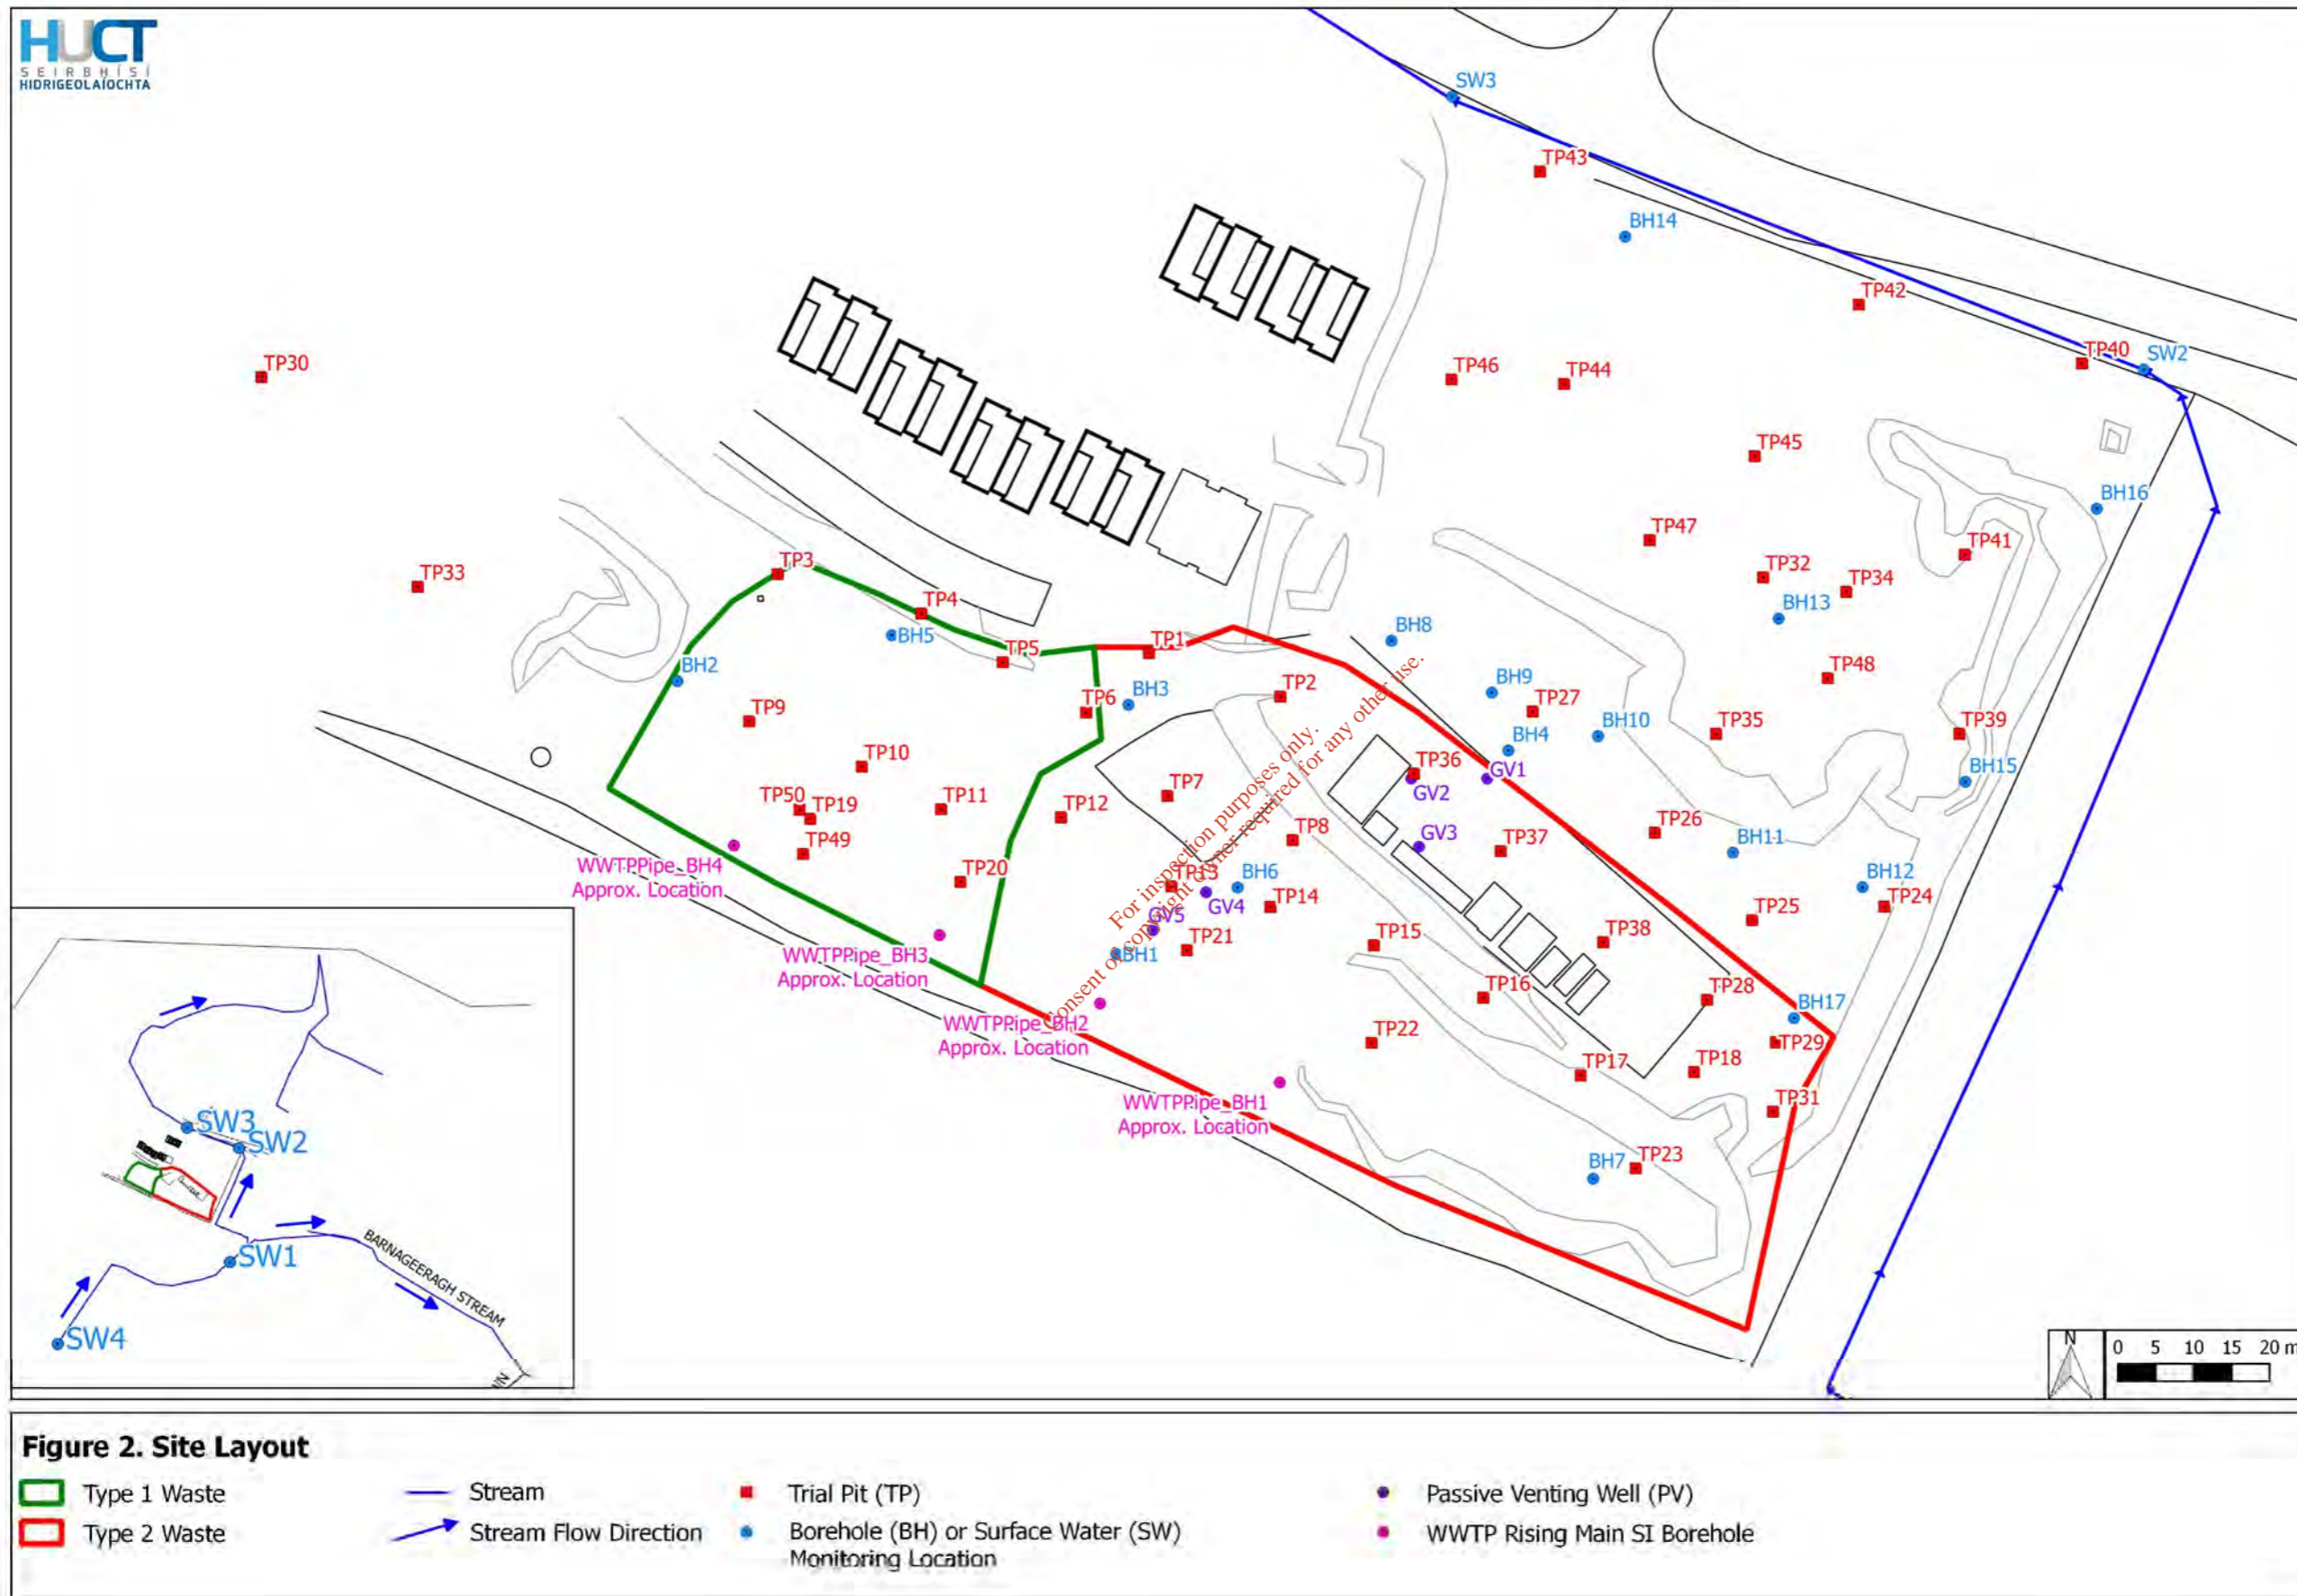 HUCT
SEIRBHÍSÍ
HIDRIGEOLAÍOCHTA
SW3
TP43
BH14
TP42
TP40
SW2
TP30
TP46
TP44
TP45
BH16
TP47
TP41
TP33
TP3
TP32
TP34
BH13
TP4
BH5
BH8
TP5
TP1
BH2
TP48
TP6
BH3
TP2
BH9
TP27
TP9
BH10
TP35
TP39
BH4
TP10
TP36
GV1
BH15
GV2
TP7
TP50
TP19
TP11
TP12
TP26
GV3
TP8
TP37
BH11
TP49
WWTPPipe_BH4
Approx. Location
TP20
TP13
BH6
BH12
TP24
GV4
TP14
GV5
TP25
TP21
TP15
TP38
BH1
WWTPPipe_BH3
Approx. Location
TP16
TP28
BH17
WWTPPipe_BH2
Approx. Location
TP22
TP29
TP17
TP18
WWTPPipe_BH1
Approx. Location
TP31
BH7
TP23
For inspection purposes only.
Consent of copyright owner required for any other use.
SW3
SW2
SW1
BARNAGEERAGH STREAM
SW4
N
0 5 10 15 20 m
Figure 2. Site Layout
Type 1 Waste
Type 2 Waste
Stream
Stream Flow Direction
Trial Pit (TP)
Borehole (BH) or Surface Water (SW)
Monitoring Location
Passive Venting Well (PV)
WWTP Rising Main SI Borehole